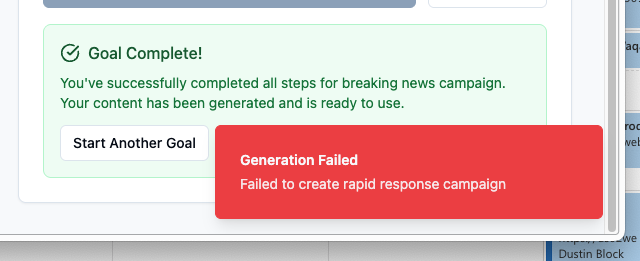 Goal Complete!
You've successfully completed all steps for breaking news campaign.
Your content has been generated and is ready to use.
Start Another Goal
Generation Failed
Failed to create rapid response campaign
Dustin Block